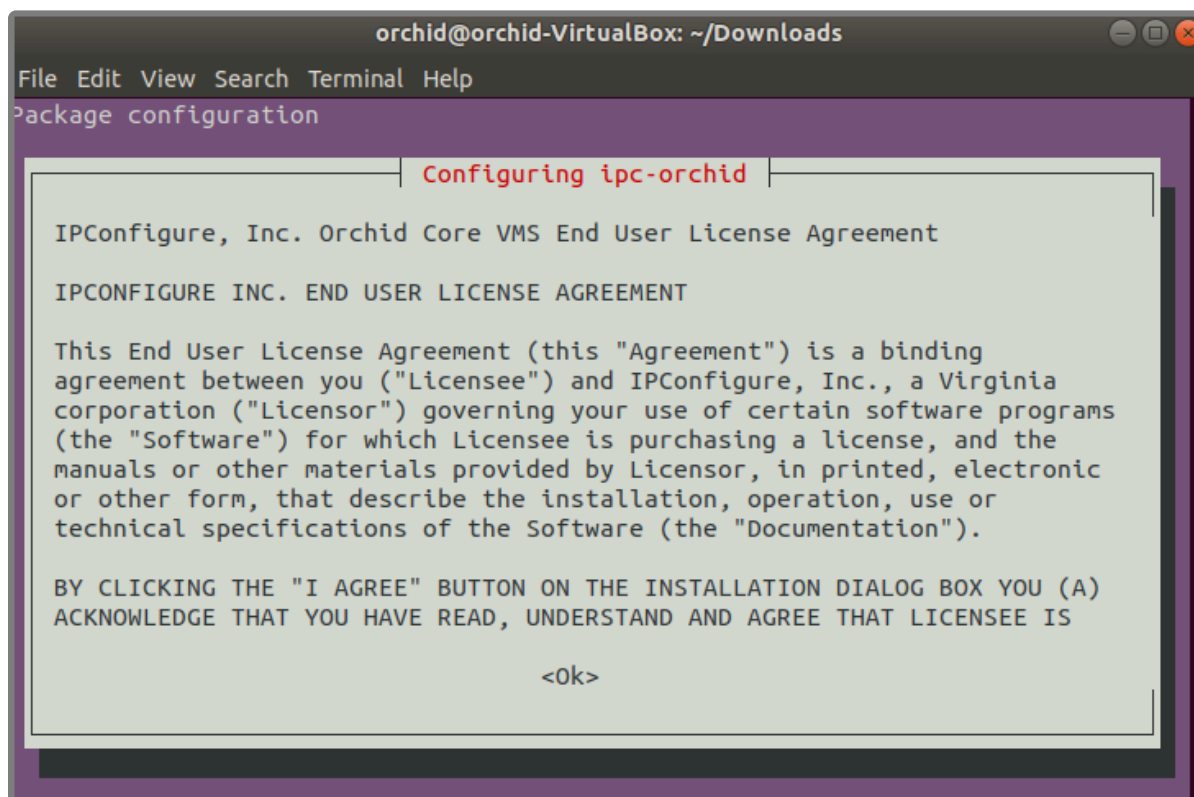 orchid@orchid-VirtualBox: ~/Downloads
File Edit View Search Terminal Help
Package configuration
Configuring ipc-orchid
IPConfigure, Inc. Orchid Core VMS End User License Agreement
IPCONFIGURE INC. END USER LICENSE AGREEMENT
This End User License Agreement (this "Agreement") is a binding
agreement between you ("Licensee") and IPConfigure, Inc., a Virginia
corporation ("Licensor") governing your use of certain software programs
(the "Software") for which Licensee is purchasing a license, and the
manuals or other materials provided by Licensor, in printed, electronic
or other form, that describe the installation, operation, use or
technical specifications of the Software (the "Documentation").
BY CLICKING THE "I AGREE" BUTTON ON THE INSTALLATION DIALOG BOX YOU (A)
ACKNOWLEDGE THAT YOU HAVE READ, UNDERSTAND AND AGREE THAT LICENSEE IS
<Ok>